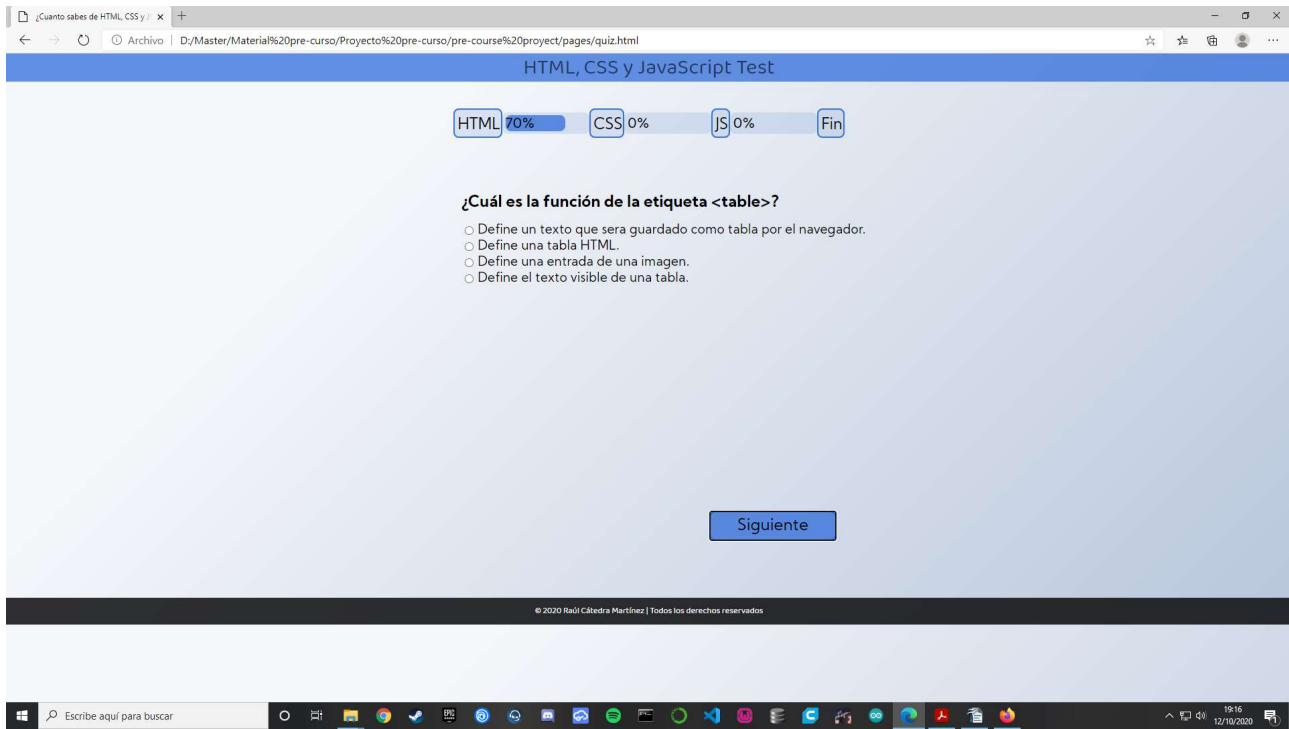 ¿Cuanto sabes de HTML, CSS y J
Archivo | D:/Master/Material%20pre-curso/Proyecto%20pre-curso/pre-course%20proyect/pages/quiz.html
HTML, CSS y JavaScript Test
HTML 70% CSS 0% JS 0% Fin
¿Cuál es la función de la etiqueta <table>?
Define un texto que sera guardado como tabla por el navegador.
Define una tabla HTML.
Define una entrada de una imagen.
Define el texto visible de una tabla.
Siguiente
© 2020 Raúl Cátedra Martínez | Todos los derechos reservados
Escribe aquí para buscar
EPIC
19:16
12/10/2020